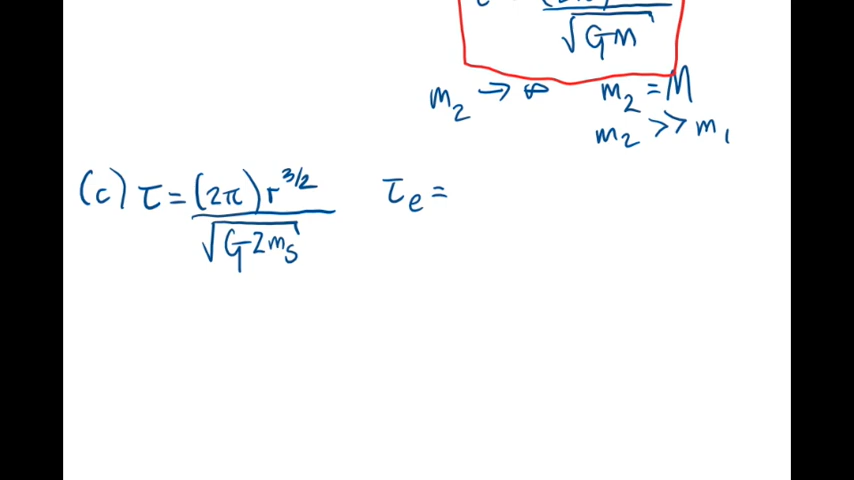 √GM
m₂ → ∞ m₂ = M
m₂ >> m₁
(c) τ = (2π) r^3/2 / √G2mₛ τₑ =